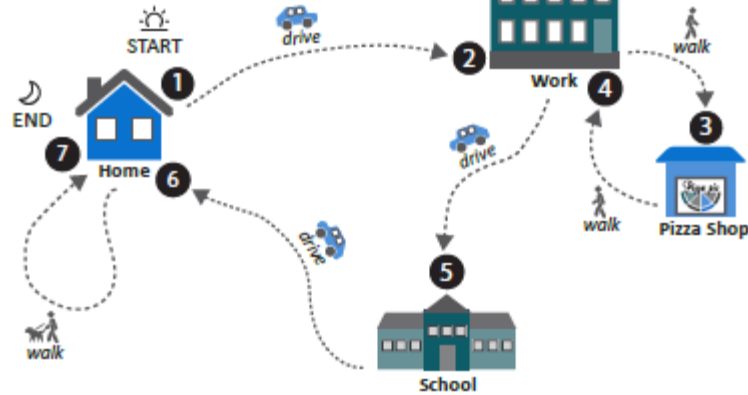 START
drive
1
2
Work
walk
4
3
END
7
Home
6
drive
walk
Pizza Shop
drive
5
walk
School